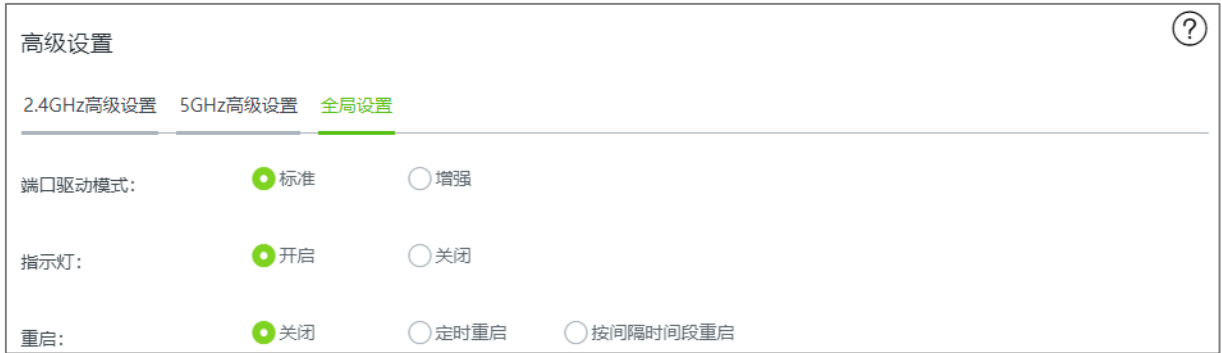 高级设置
?
2.4GHz高级设置 5GHz高级设置 全局设置
端口驱动模式： 标准 增强
指示灯： 开启 关闭
重启： 关闭 定时重启 按间隔时间段重启